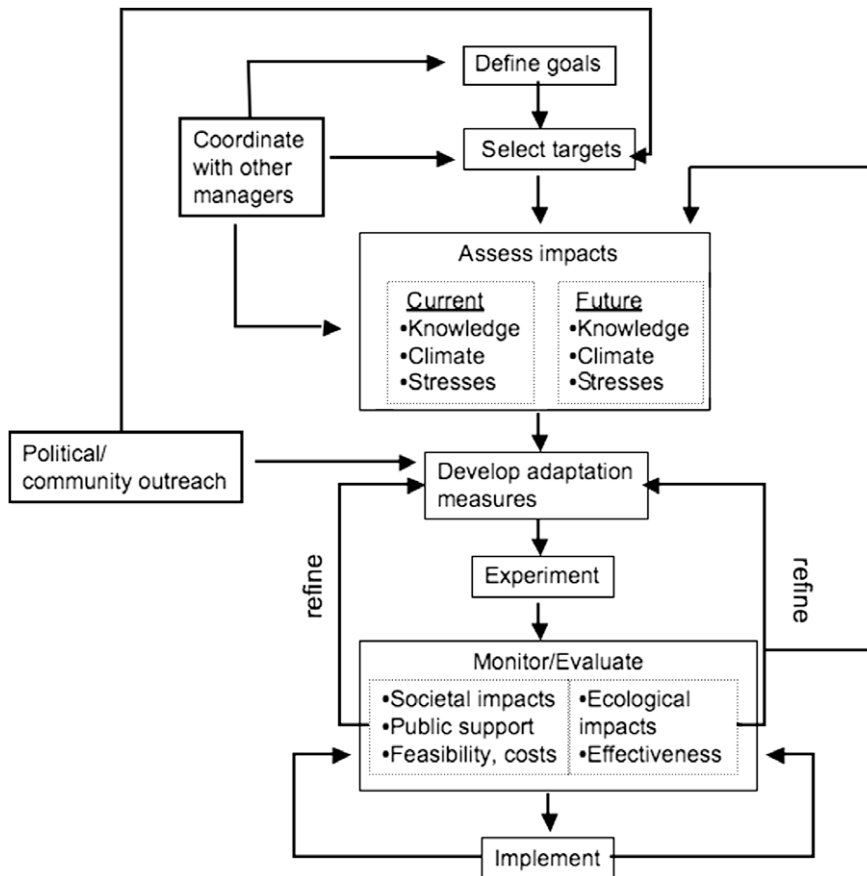 Define goals
Coordinate
with other
managers
Select targets
Assess impacts
Current
•Knowledge
•Climate
•Stresses
Future
•Knowledge
•Climate
•Stresses
Political/
community outreach
Develop adaptation
measures
refine
Experiment
refine
Monitor/Evaluate
•Societal impacts
•Public support
•Feasibility, costs
•Ecological
impacts
•Effectiveness
Implement